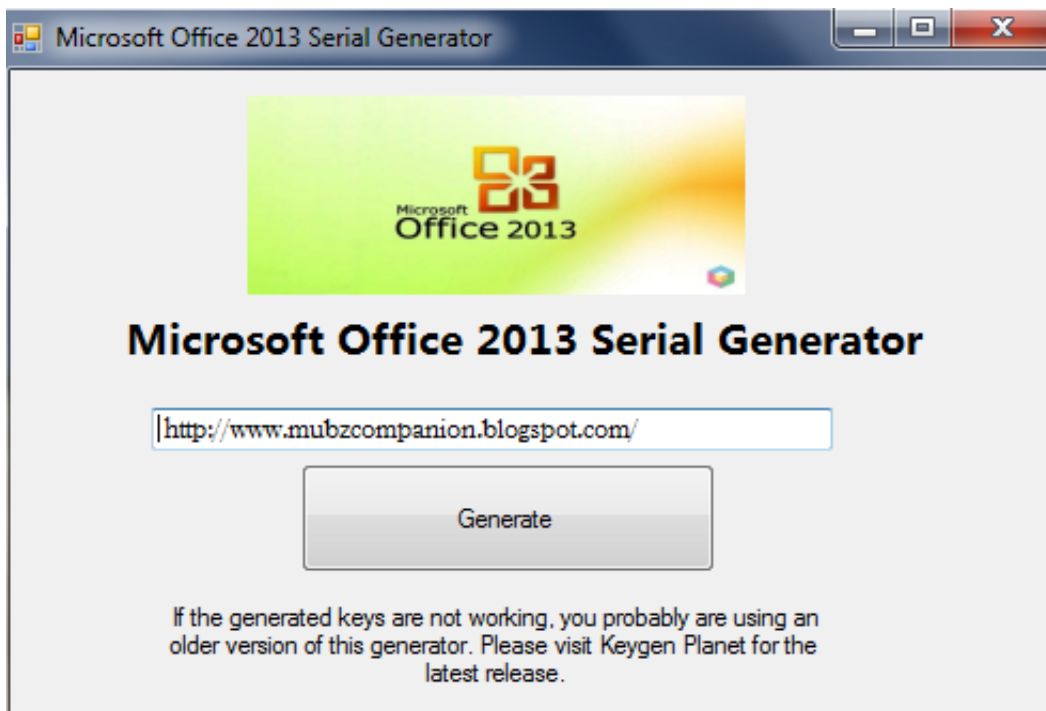 Microsoft Office 2013 Serial Generator
Microsoft
Office 2013
Microsoft Office 2013 Serial Generator
http://www.mubzcompanion.blogspot.com/
Generate
If the generated keys are not working, you probably are using an
older version of this generator. Please visit Keygen Planet for the
latest release.